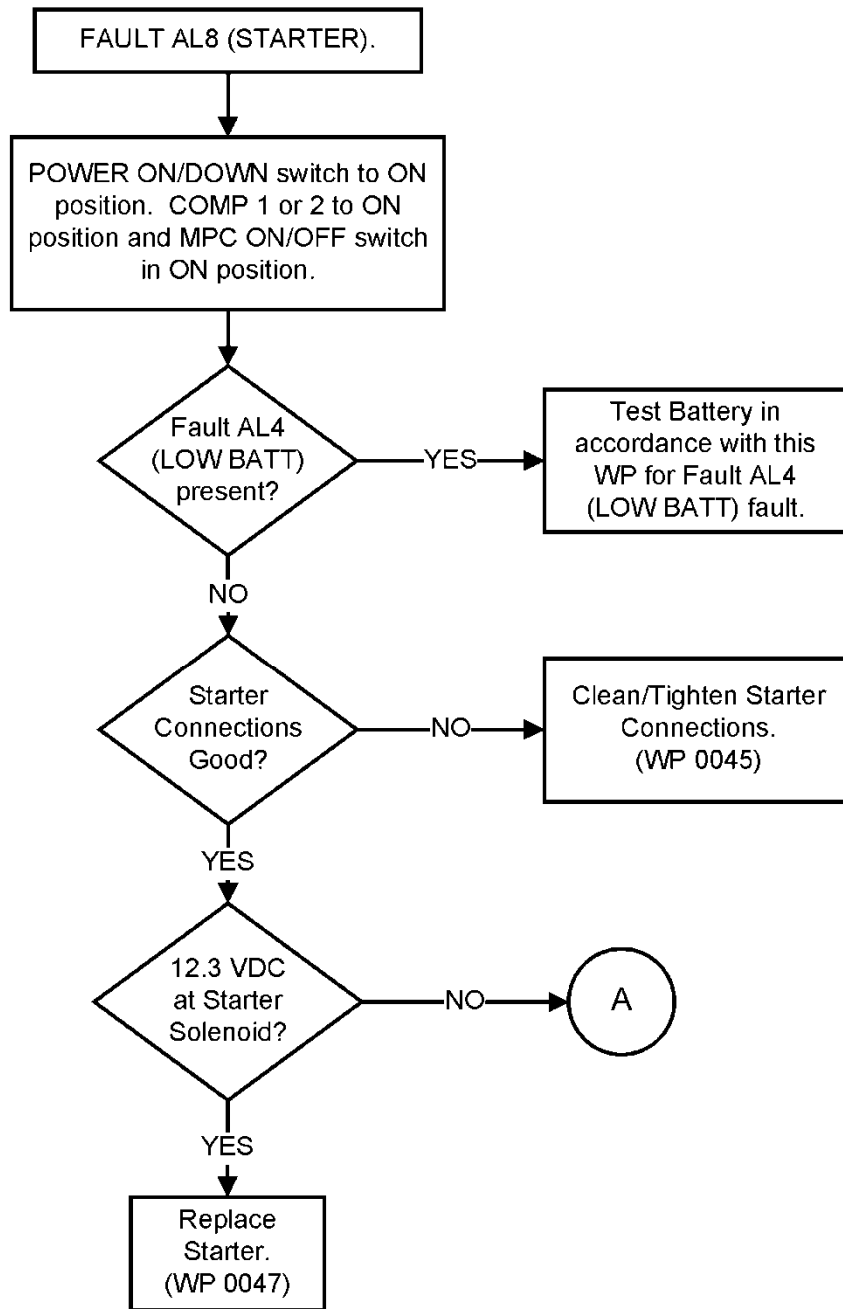 FAULT AL8 (STARTER).
POWER ON/DOWN switch to ON
position.  COMP 1 or 2 to ON
position and MPC ON/OFF switch
in ON position.
Fault AL4
(LOW BATT)
present?
YES
Test Battery in
accordance with this
WP for Fault AL4
(LOW BATT) fault.
NO
Starter
Connections
Good?
NO
Clean/Tighten Starter
Connections.
(WP 0045)
YES
12.3 VDC
at Starter
Solenoid?
NO
A
YES
Replace
Starter.
(WP 0047)